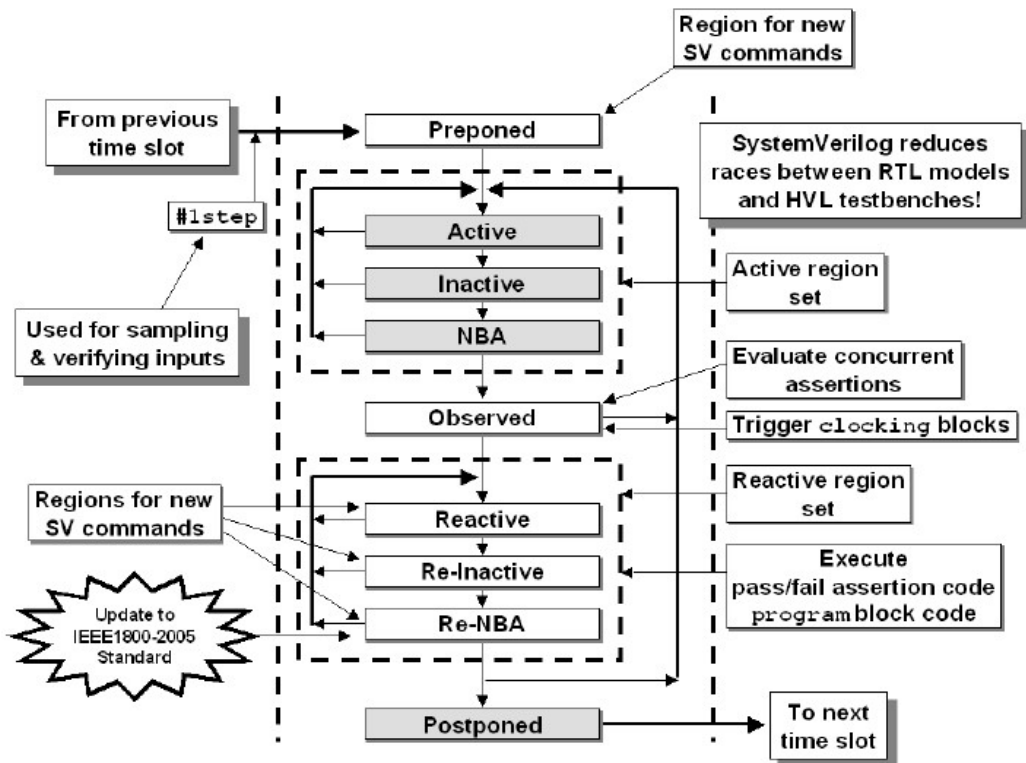 Region for new
SV commands
From previous
time slot
Preponed
SystemVerilog reduces
races between RTL models
and HVL testbenches!
#1step
Active
Inactive
NBA
Active region
set
Used for sampling
& verifying inputs
Evaluate concurrent
assertions
Observed
Trigger clocking blocks
Reactive region
set
Regions for new
SV commands
Reactive
Re-Inactive
Re-NBA
Execute
pass/fail assertion code
program block code
Update to
IEEE1800-2005
Standard
Postponed
To next
time slot